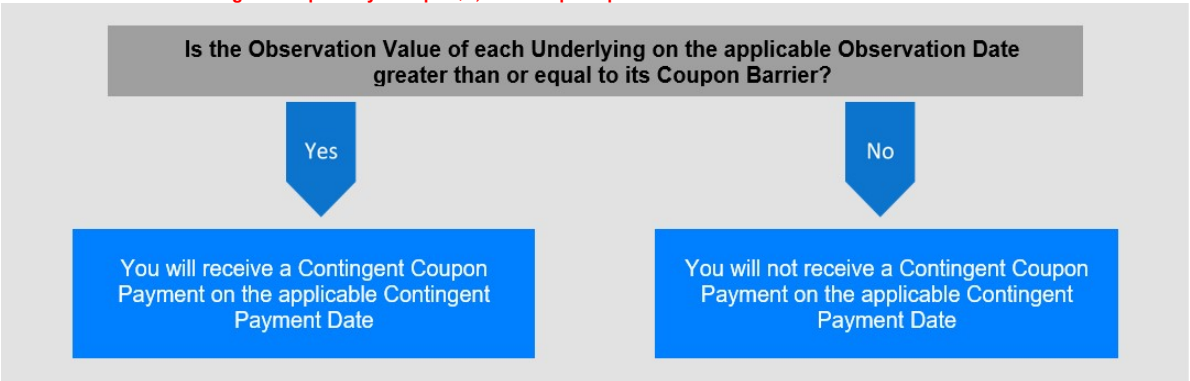 Is the Observation Value of each Underlying on the applicable Observation Date
greater than or equal to its Coupon Barrier?
Yes
No
You will receive a Contingent Coupon
Payment on the applicable Contingent
Payment Date
You will not receive a Contingent Coupon
Payment on the applicable Contingent
Payment Date